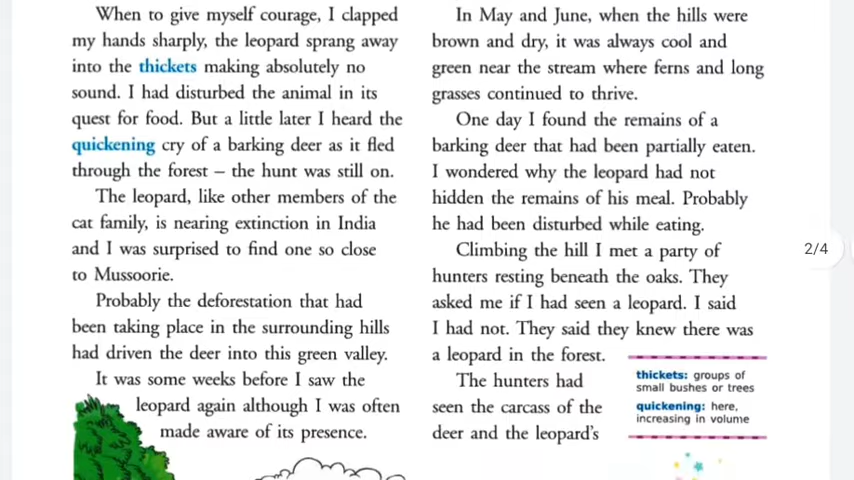 When to give myself courage, I clapped
my hands sharply, the leopard sprang away
into the thickets making absolutely no
sound. I had disturbed the animal in its
quest for food. But a little later I heard the
quickening cry of a barking deer as it fled
through the forest – the hunt was still on.
The leopard, like other members of the
cat family, is nearing extinction in India
and I was surprised to find one so close
to Mussoorie.
Probably the deforestation that had
been taking place in the surrounding hills
had driven the deer into this green valley.
It was some weeks before I saw the
leopard again although I was often
made aware of its presence.
In May and June, when the hills were
brown and dry, it was always cool and
green near the stream where ferns and long
grasses continued to thrive.
One day I found the remains of a
barking deer that had been partially eaten.
I wondered why the leopard had not
hidden the remains of his meal. Probably
he had been disturbed while eating.
Climbing the hill I met a party of
hunters resting beneath the oaks. They
asked me if I had seen a leopard. I said
I had not. They said they knew there was
a leopard in the forest.
The hunters had
seen the carcass of the
deer and the leopard's
thickets: groups of
small bushes or trees
quickening: here,
increasing in volume
2/4